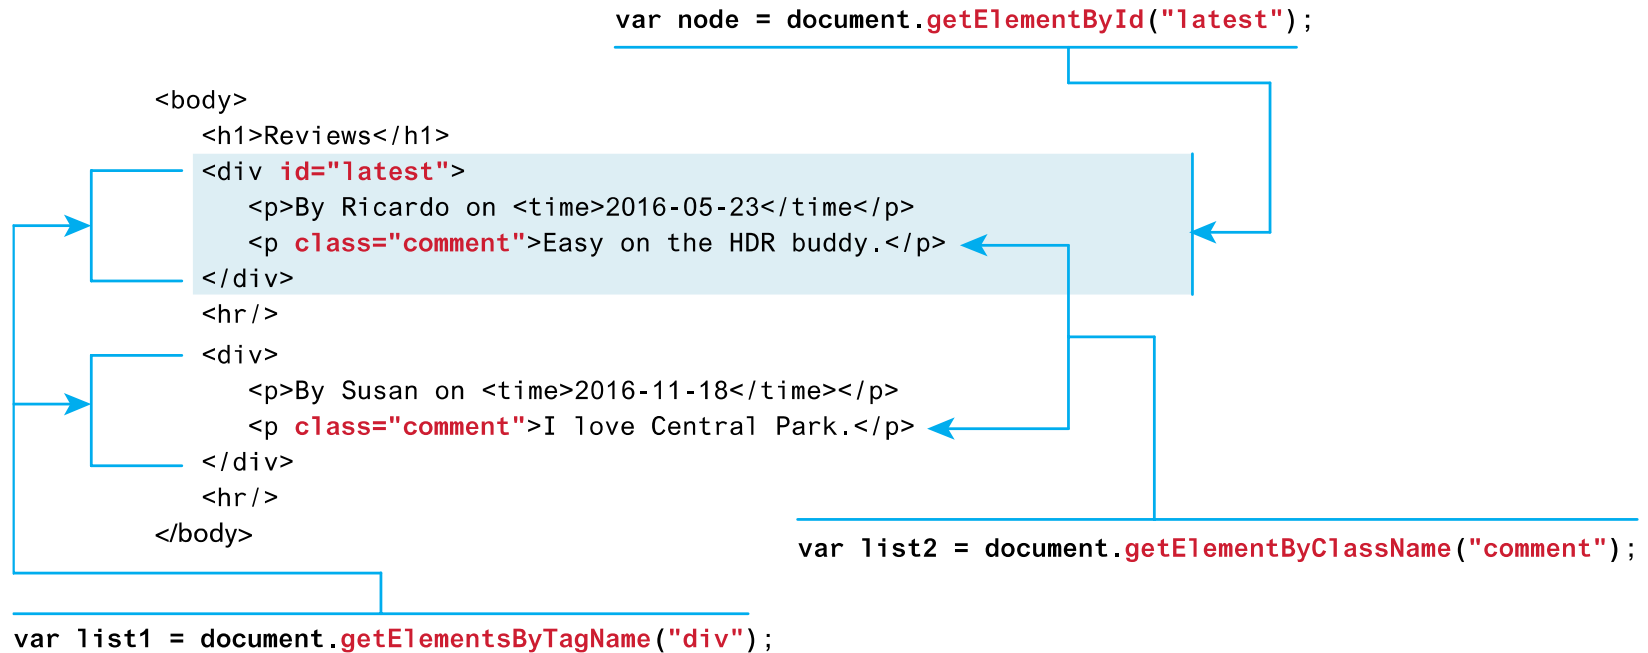 var node = document.getElementById("latest");
<body>
<h1>Reviews</h1>
<div id="latest">
<p>By Ricardo on <time>2016-05-23</time</p>
<p class="comment">Easy on the HDR buddy.</p>
</div>
<hr/>
<div>
<p>By Susan on <time>2016-11-18</time></p>
<p class="comment">I love Central Park.</p>
</div>
<hr/>
</body>
var list2 = document.getElementByClassName("comment");
var list1 = document.getElementsByTagName("div");